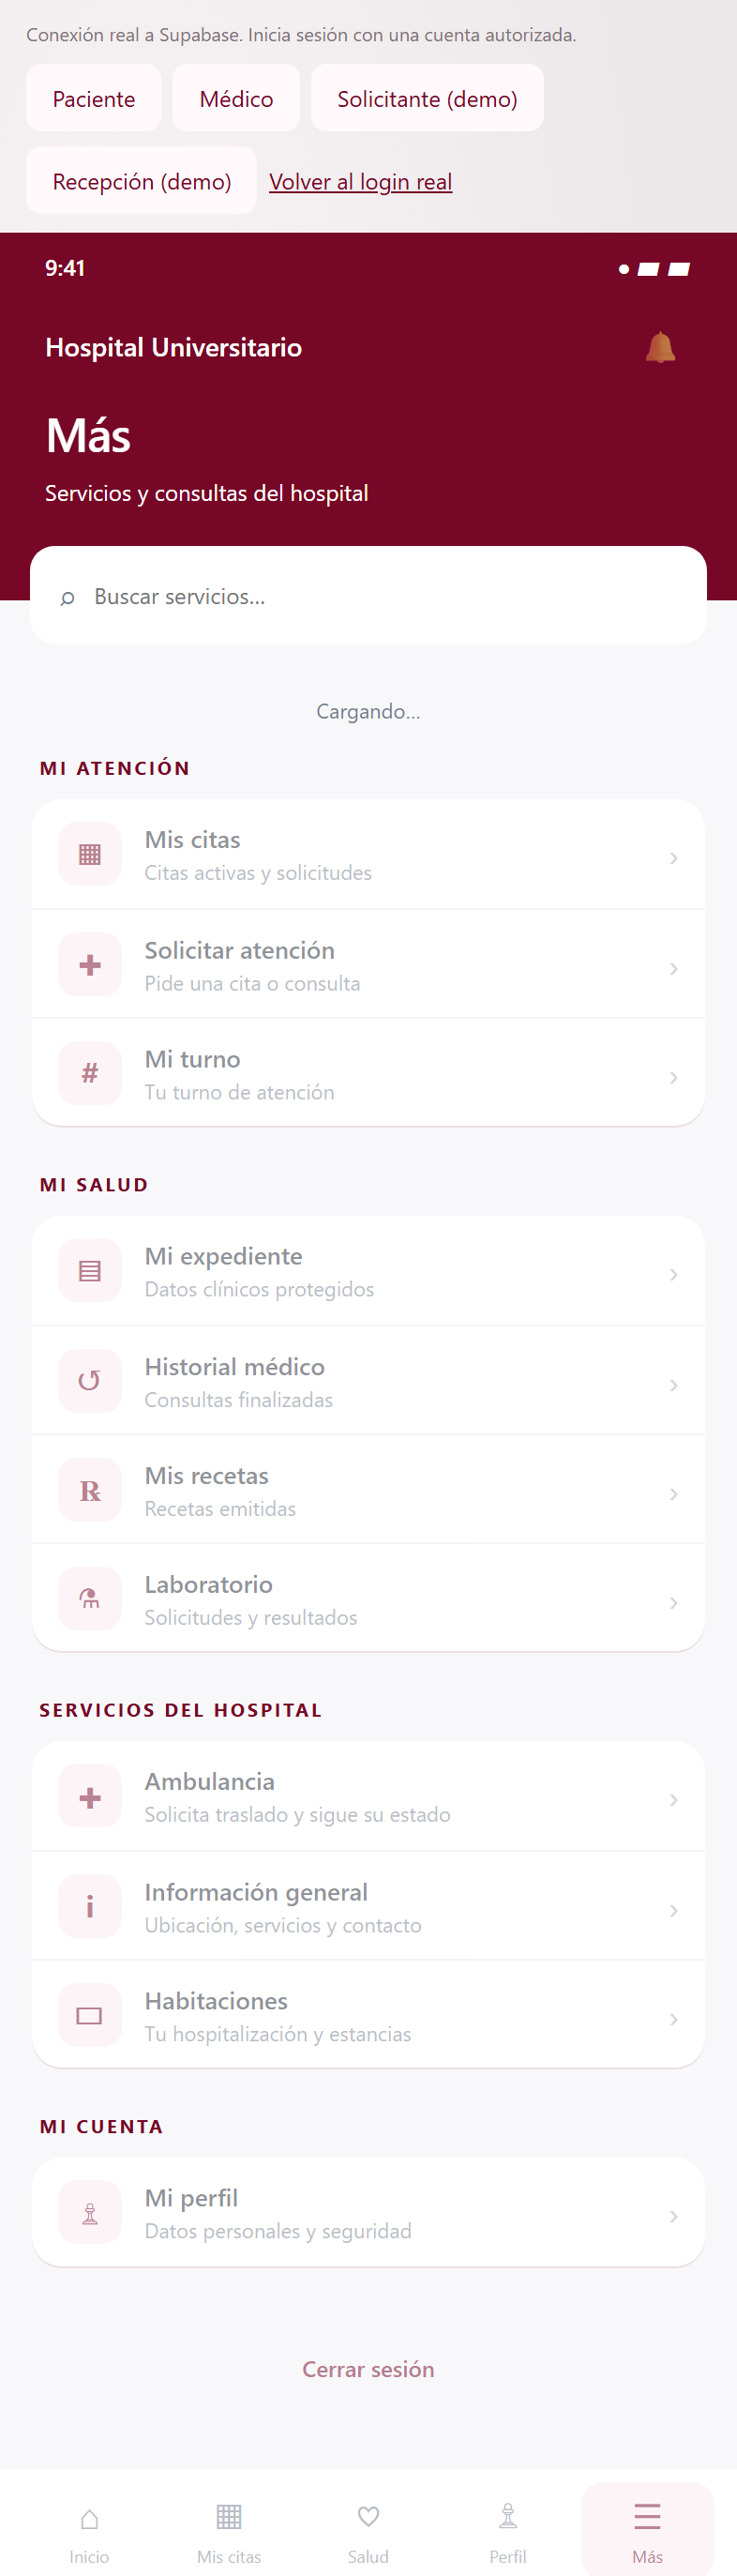 Conexión real a Supabase. Inicia sesión con una cuenta autorizada.
Paciente
Médico
Solicitante (demo)
Recepción (demo)
Volver al login real
9:41
Hospital Universitario
Más
Servicios y consultas del hospital
Buscar servicios...
Cargando...
MI ATENCIÓN
Mis citas
Citas activas y solicitudes
Solicitar atención
Pide una cita o consulta
#
Mi turno
Tu turno de atención
MI SALUD
Mi expediente
Datos clínicos protegidos
Historial médico
Consultas finalizadas
℞
Mis recetas
Recetas emitidas
Laboratorio
Solicitudes y resultados
SERVICIOS DEL HOSPITAL
Ambulancia
Solicita traslado y sigue su estado
i
Información general
Ubicación, servicios y contacto
Habitaciones
Tu hospitalización y estancias
MI CUENTA
Mi perfil
Datos personales y seguridad
Cerrar sesión
Inicio
Mis citas
Salud
Perfil
Más